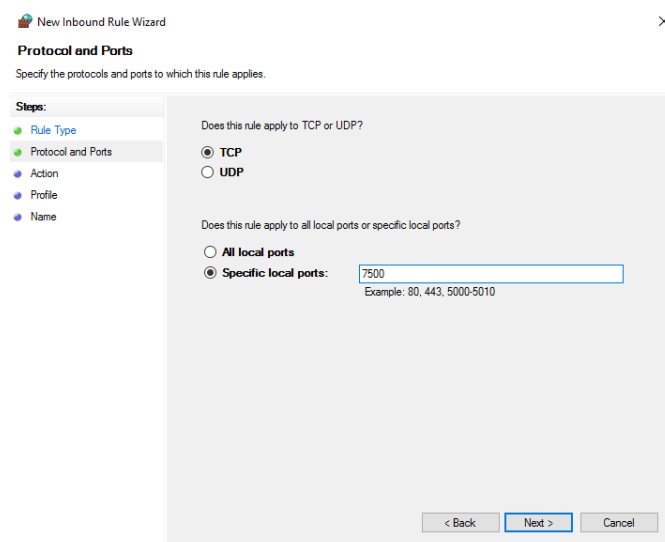 New Inbound Rule Wizard
Protocol and Ports
Specify the protocols and ports to which this rule applies.
Steps:
Rule Type
Protocol and Ports
Action
Profile
Name
Does this rule apply to TCP or UDP?
TCP
UDP
Does this rule apply to all local ports or specific local ports?
All local ports
Specific local ports:
7500
Example: 80, 443, 5000-5010
< Back
Next >
Cancel